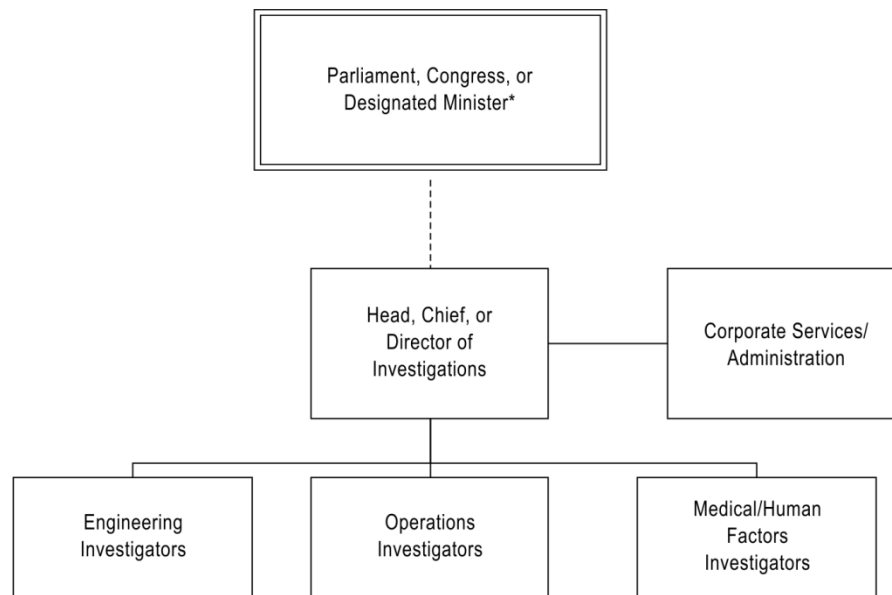 Parliament, Congress, or
Designated Minister*
Head, Chief, or
Director of
Investigations
Corporate Services/
Administration
Engineering
Investigators
Operations
Investigators
Medical/Human
Factors
Investigators